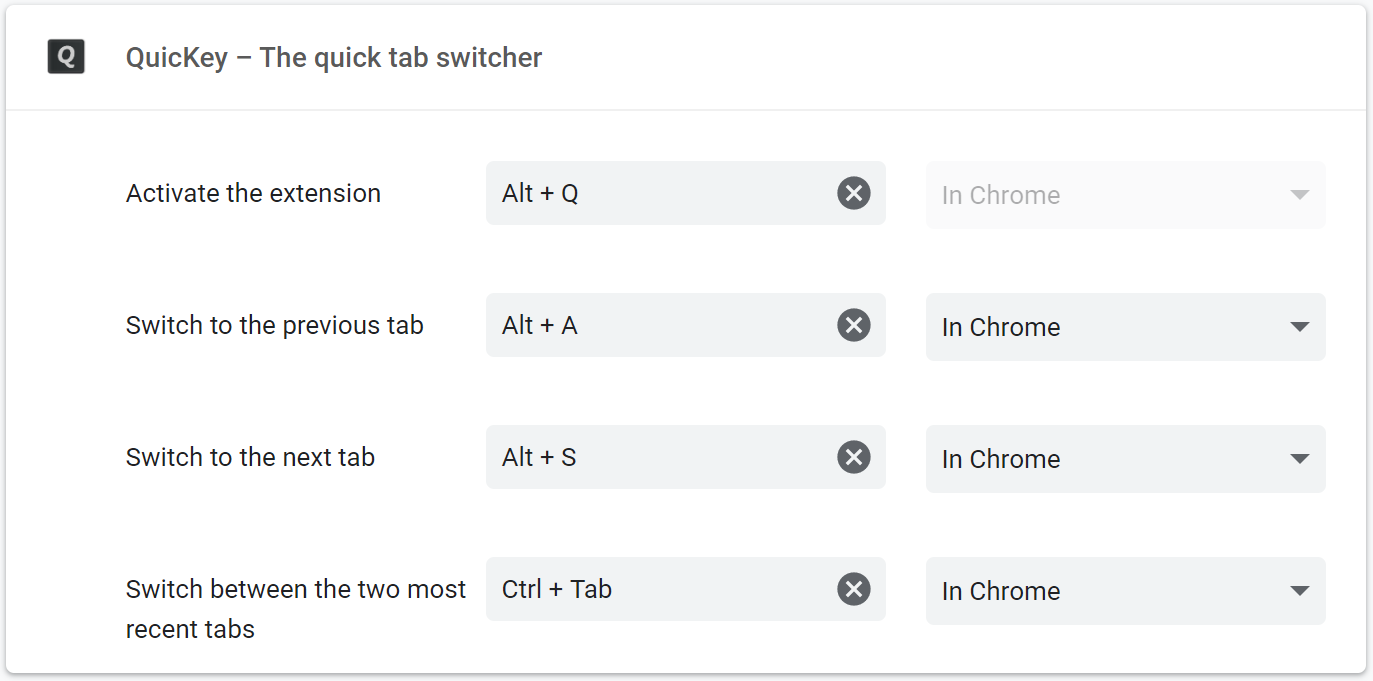 Q
QuicKey – The quick tab switcher
Activate the extension
Alt + Q
In Chrome
Switch to the previous tab
Alt + A
In Chrome
Switch to the next tab
Alt + S
In Chrome
Switch between the two most
recent tabs
Ctrl + Tab
In Chrome